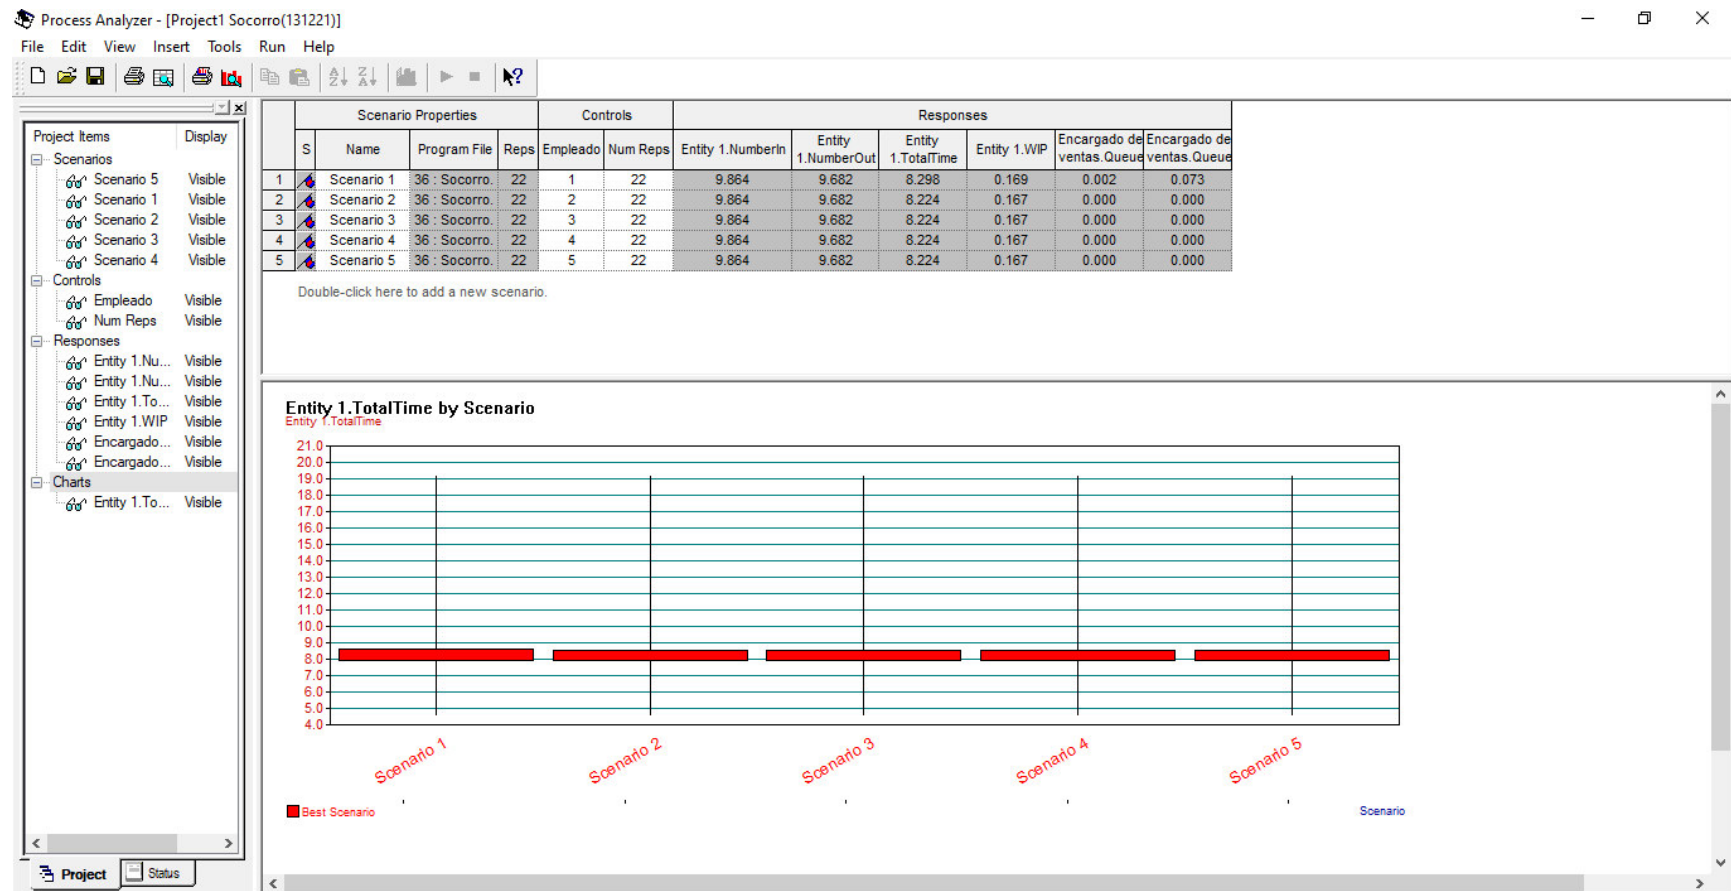 Process Analyzer - [Project1 Socorro(131221)]
File Edit View Insert Tools Run Help
Project Items Display
Scenarios
Scenario 5 Visible
Scenario 1 Visible
Scenario 2 Visible
Scenario 3 Visible
Scenario 4 Visible
Controls
Empleado Visible
Num Reps Visible
Responses
Entity 1.Nu... Visible
Entity 1.Nu... Visible
Entity 1.To... Visible
Entity 1.WIP Visible
Encargado... Visible
Encargado... Visible
Charts
Entity 1.To... Visible
Project Status
Scenario Properties Controls Responses
S Name Program File Reps Empleado Num Reps Entity 1.NumberIn Entity 1.NumberOut Entity 1.TotalTime Entity 1.WIP Encargado de ventas.Queue Encargado de ventas.Queue
1 Scenario 1 36 : Socorro. 22 1 22 9.864 9.682 8.298 0.169 0.002 0.073
2 Scenario 2 36 : Socorro. 22 2 22 9.864 9.682 8.224 0.167 0.000 0.000
3 Scenario 3 36 : Socorro. 22 3 22 9.864 9.682 8.224 0.167 0.000 0.000
4 Scenario 4 36 : Socorro. 22 4 22 9.864 9.682 8.224 0.167 0.000 0.000
5 Scenario 5 36 : Socorro. 22 5 22 9.864 9.682 8.224 0.167 0.000 0.000
Double-click here to add a new scenario.
Entity 1.TotalTime by Scenario
Entity 1.TotalTime
21.0
20.0
19.0
18.0
17.0
16.0
15.0
14.0
13.0
12.0
11.0
10.0
9.0
8.0
7.0
6.0
5.0
4.0
Scenario 1 Scenario 2 Scenario 3 Scenario 4 Scenario 5
Best Scenario Scenario